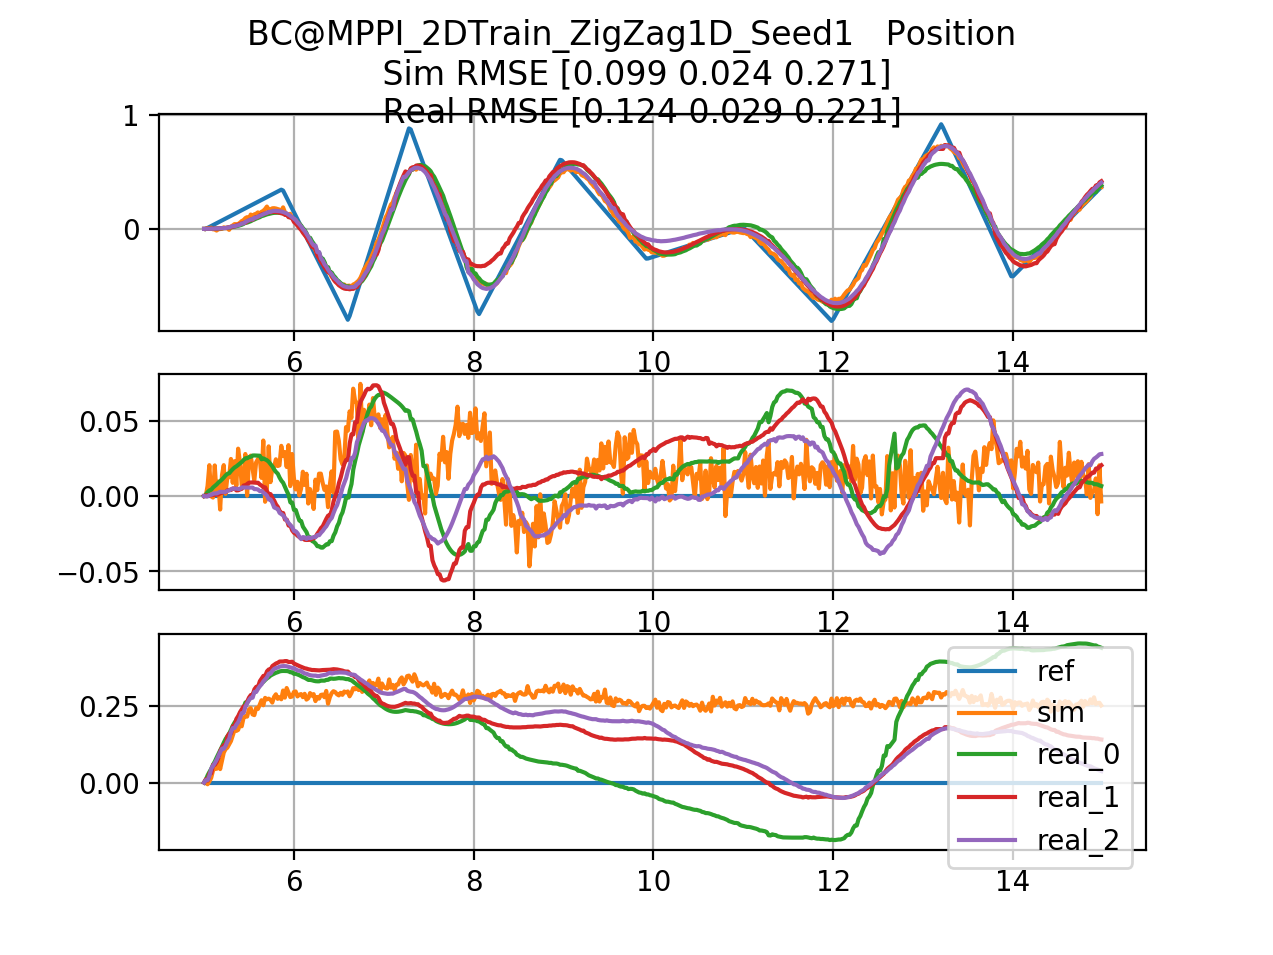 BC@MPPI_2DTrain_ZigZag1D_Seed1 Position
Sim RMSE [0.099 0.024 0.271]
Real RMSE [0.124 0.029 0.221]
1
0
6 8 10 12 14
0.05
0.00
−0.05
6 8 10 12 14
0.25
0.00
6 8 10 12 14
ref
sim
real_0
real_1
real_2